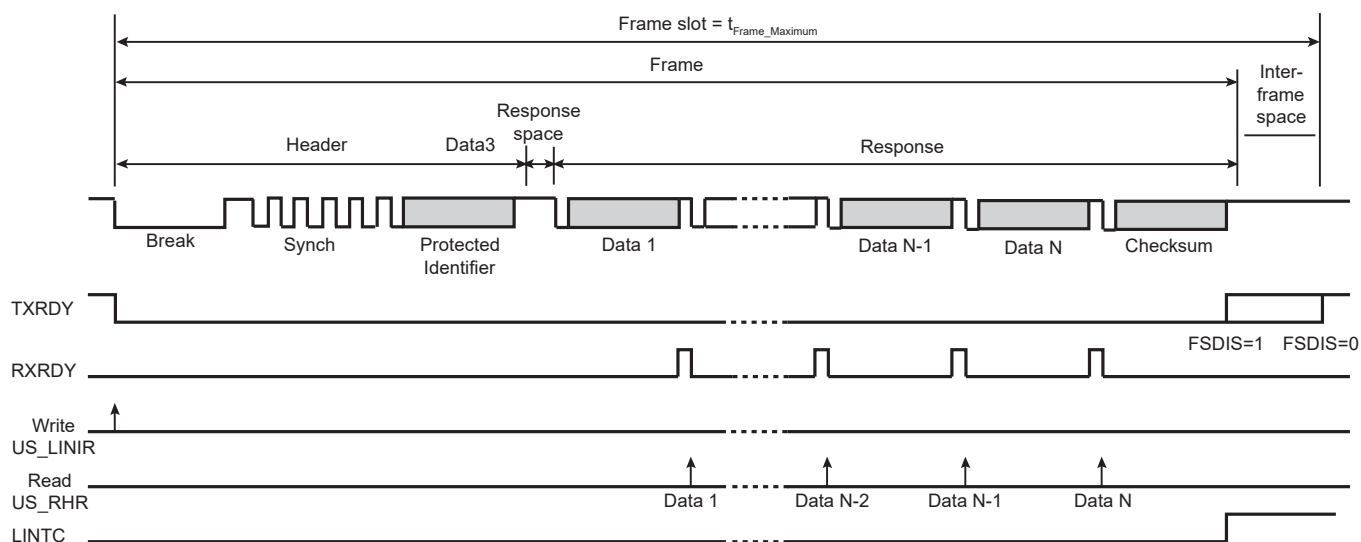 Frame slot = tFrame_Maximum
Frame
Inter-
frame
space
Response
space
Header
Data3
Response
Break
Synch
Protected
Identifier
Data 1
Data N-1
Data N
Checksum
TXRDY
FSDIS=1
FSDIS=0
RXRDY
Write
US_LINIR
Read
US_RHR
Data 1
Data N-2
Data N-1
Data N
LINTC